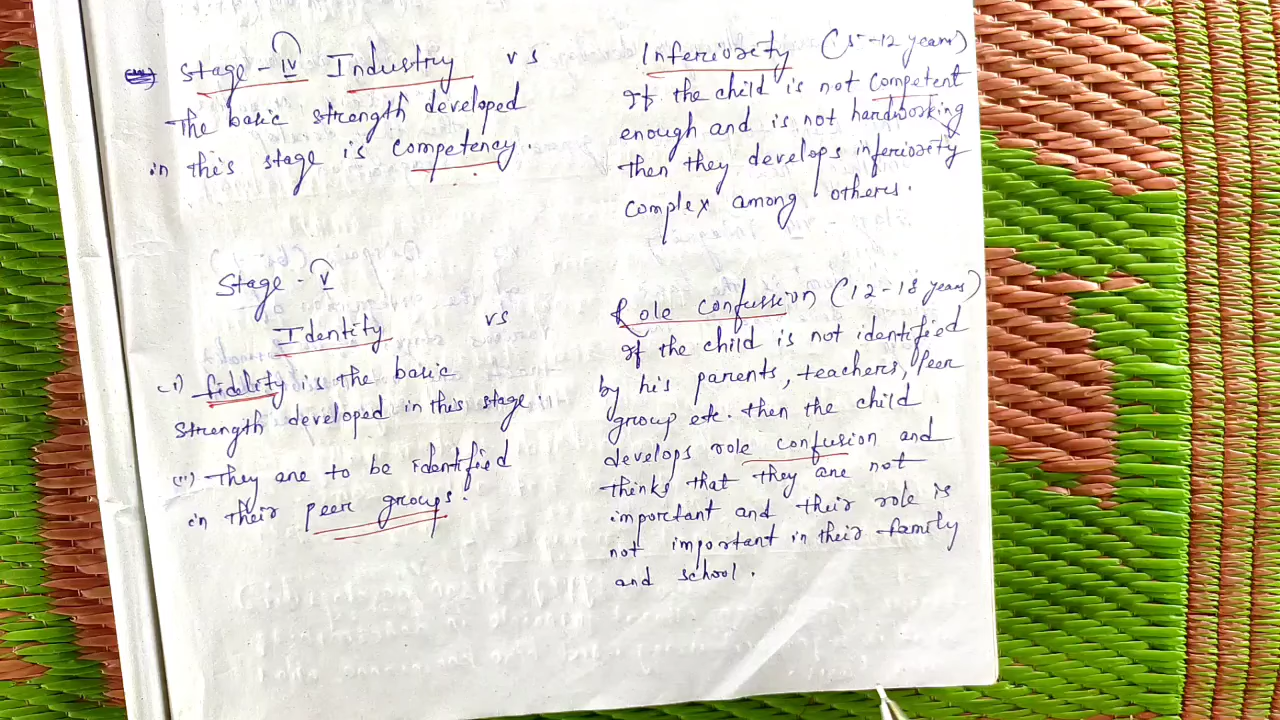 Stage - IV Industry vs Inferiority (5-12 years)
The basic strength developed
in this stage is competency.
If the child is not competent
enough and is not hardworking
then they develops inferiority
complex among others.
Stage - V
Identity vs Role confussion (12-18 years)
(i) fidelity is the basic
strength developed in this stage
(ii) They are to be identified
in their peer groups.
If the child is not identified
by his parents, teachers, Peer
group etc. then the child
develops role confusion and
thinks that they are not
important and their role is
not important in their family
and school.